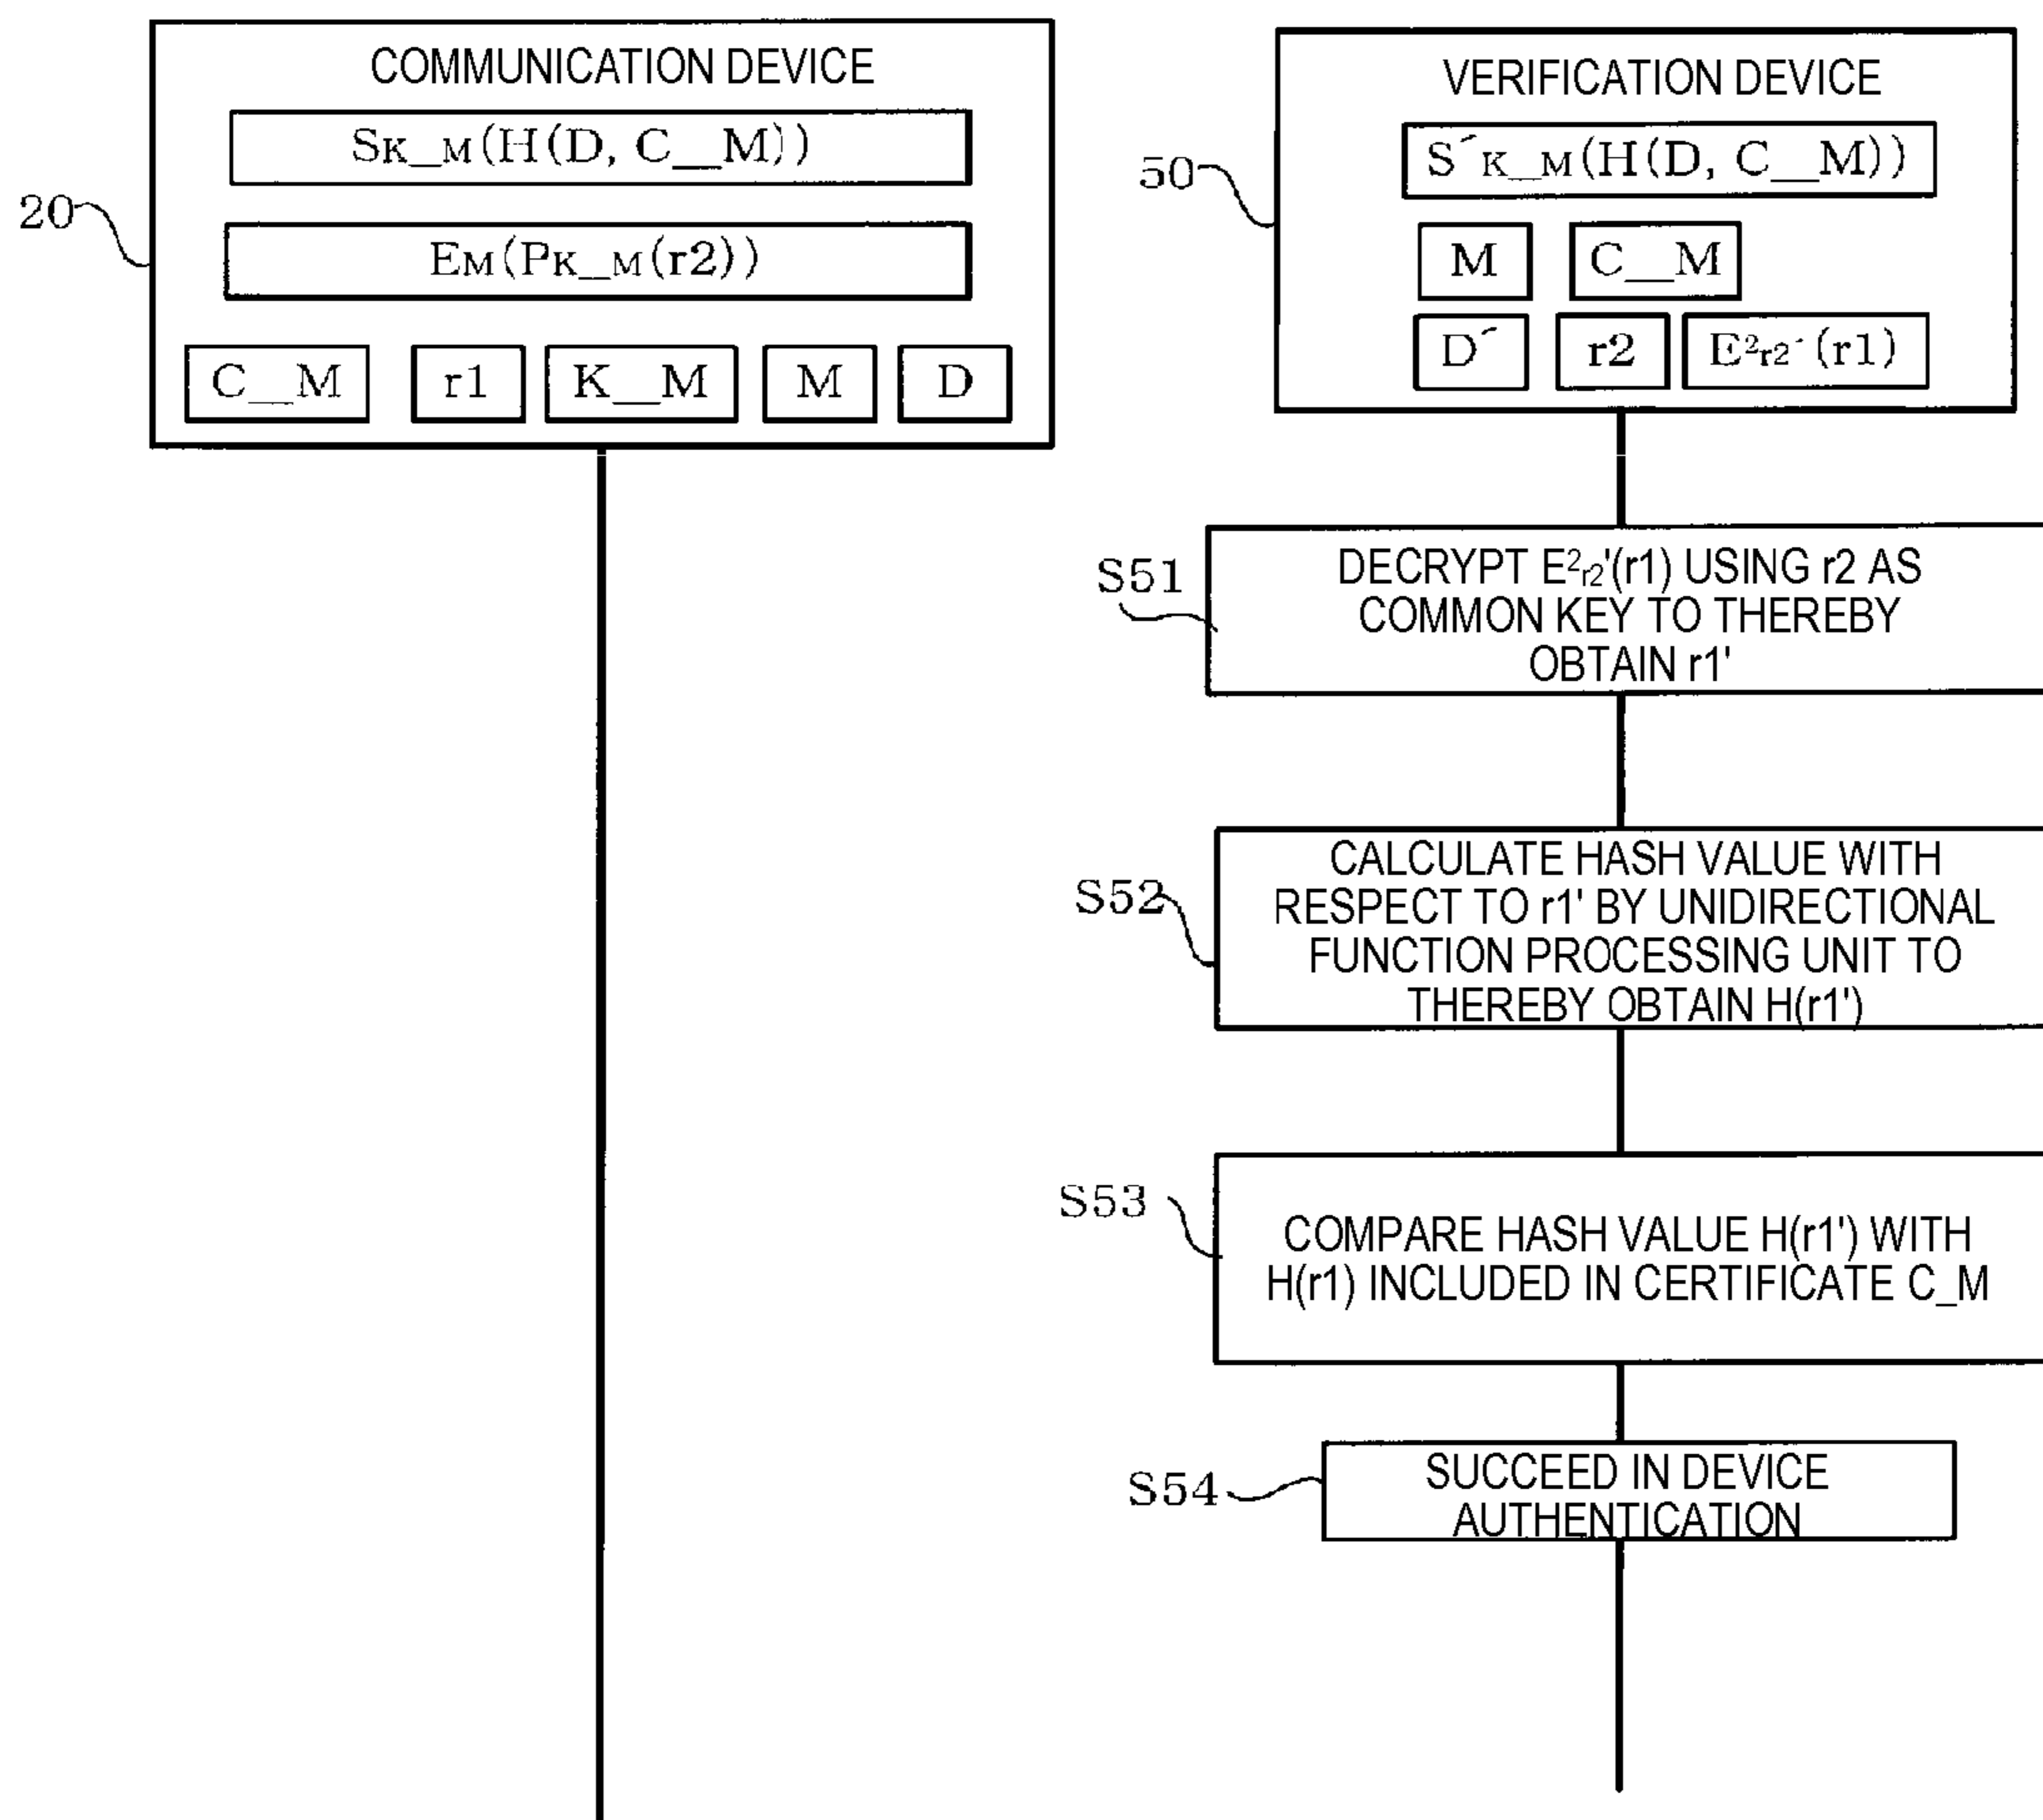 COMMUNICATION DEVICE
SK_M(H(D, C_M))
20
EM(PK_M(r2))
C_M r1 K_M M D
VERIFICATION DEVICE
S´K_M(H(D, C_M))
50
M C_M
D´ r2 E²r2´(r1)
S51
DECRYPT E²r2'(r1) USING r2 AS
COMMON KEY TO THEREBY
OBTAIN r1'
S52
CALCULATE HASH VALUE WITH
RESPECT TO r1' BY UNIDIRECTIONAL
FUNCTION PROCESSING UNIT TO
THEREBY OBTAIN H(r1')
S53
COMPARE HASH VALUE H(r1') WITH
H(r1) INCLUDED IN CERTIFICATE C_M
S54
SUCCEED IN DEVICE
AUTHENTICATION